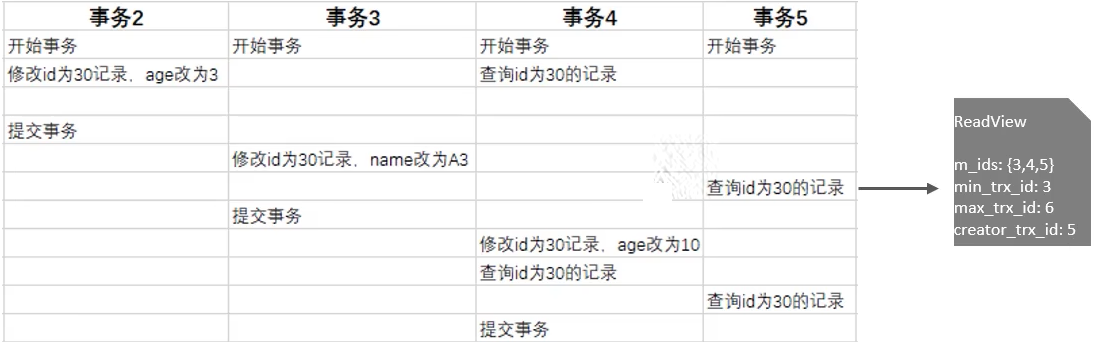 事务2 事务3 事务4 事务5
开始事务 开始事务 开始事务 开始事务
修改id为30记录，age改为3 查询id为30的记录
提交事务
修改id为30记录，name改为A3
查询id为30的记录
提交事务
修改id为30记录，age改为10
查询id为30的记录
查询id为30的记录
提交事务
ReadView
m_ids: {3,4,5}
min_trx_id: 3
max_trx_id: 6
creator_trx_id: 5